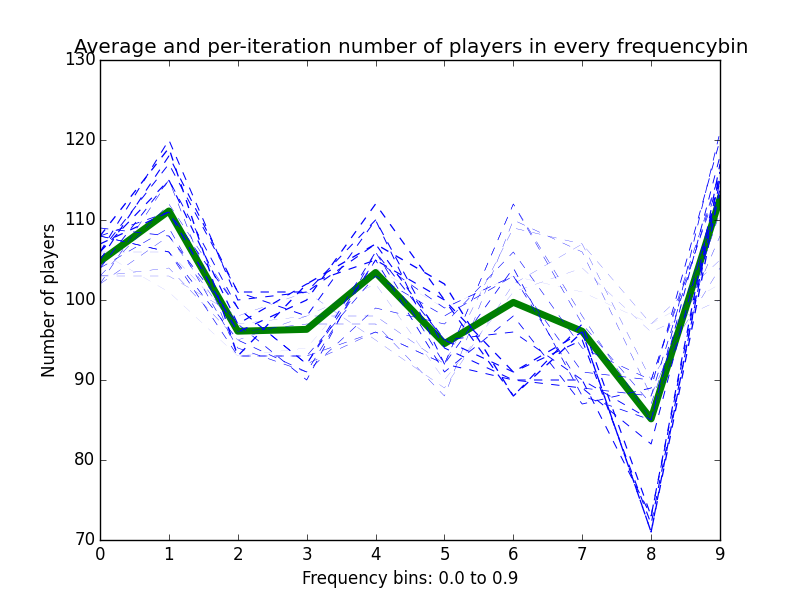 Average and per-iteration number of players in every frequencybin
130
120
110
100
90
80
70
Number of players
0 1 2 3 4 5 6 7 8 9
Frequency bins: 0.0 to 0.9